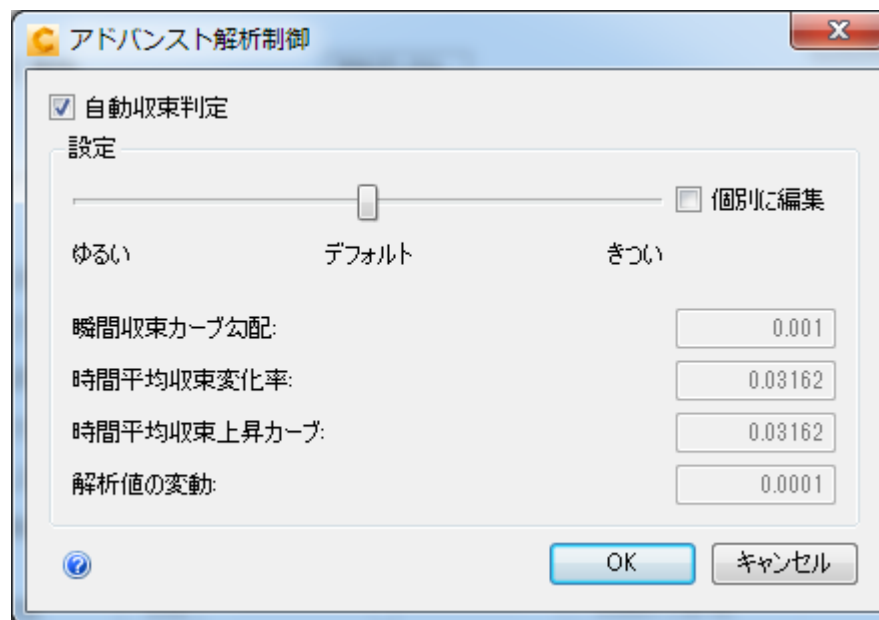 アドバンスト解析制御
自動収束判定
設定
個別に編集
ゆるい デフォルト きつい
瞬間収束カーブ勾配: 0.001
時間平均収束変化率: 0.03162
時間平均収束上昇カーブ: 0.03162
解析値の変動: 0.0001
OK キャンセル